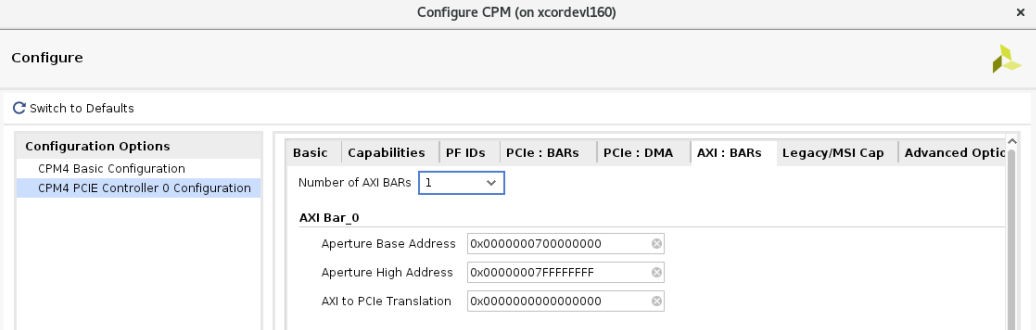 Configure CPM (on xcordevl160)
Configure
Switch to Defaults
Configuration Options
CPM4 Basic Configuration
CPM4 PCIE Controller 0 Configuration
Basic Capabilities PF IDs PCIe : BARs PCIe : DMA AXI : BARs Legacy/MSI Cap Advanced Optic
Number of AXI BARs 1
AXI Bar_0
Aperture Base Address 0x0000000700000000
Aperture High Address 0x00000007FFFFFFFF
AXI to PCIe Translation 0x0000000000000000